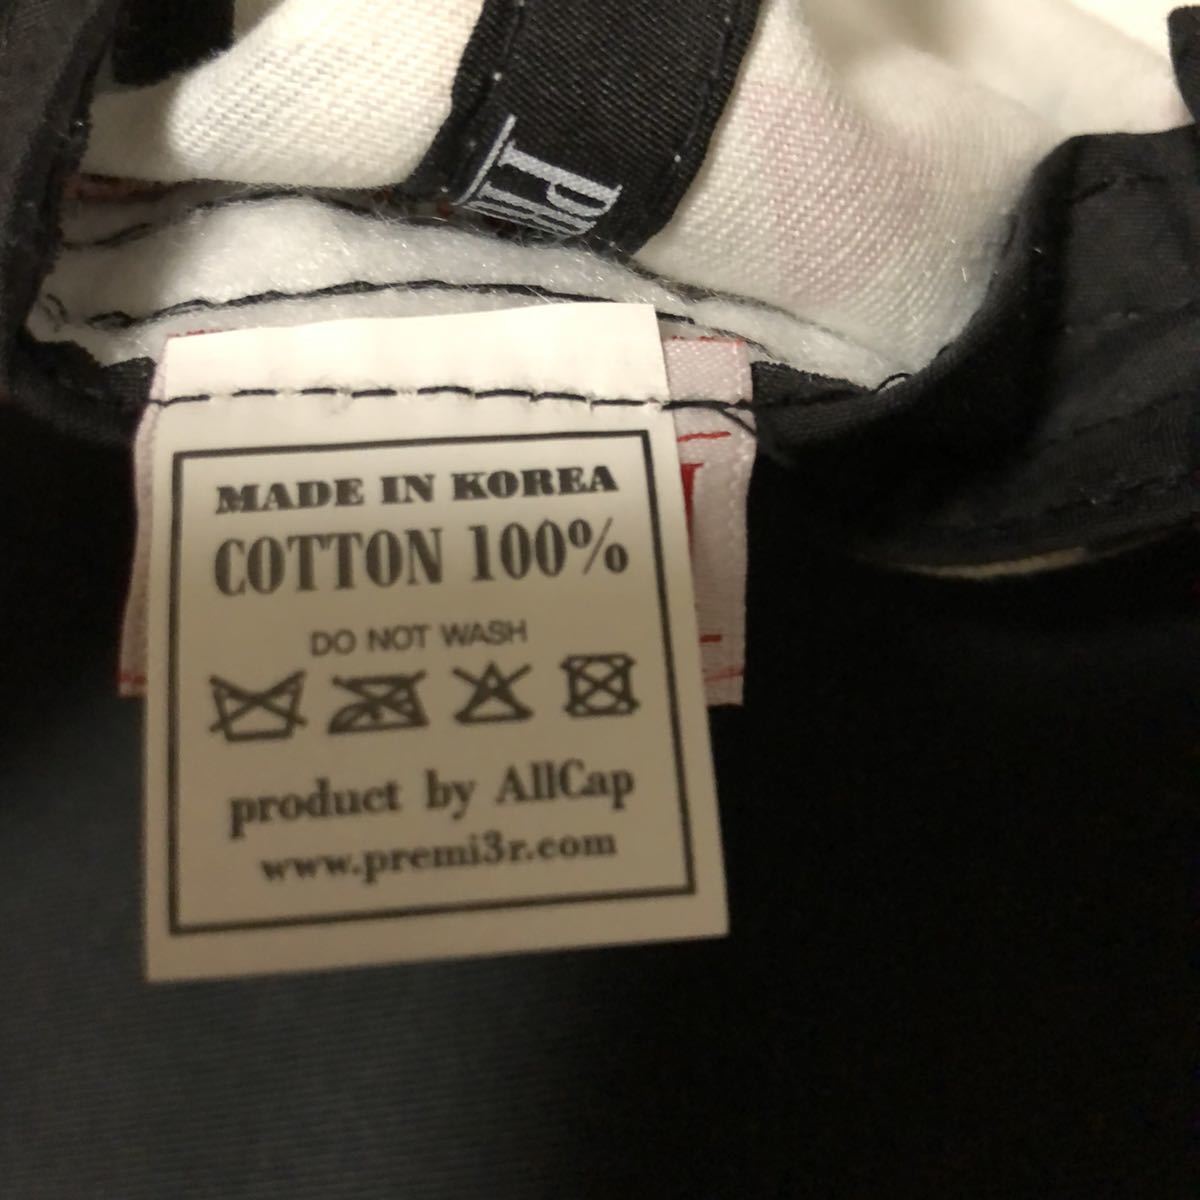 MADE IN KOREA
COTTON 100%
DO NOT WASH
product by AllCap
www.premi3r.com